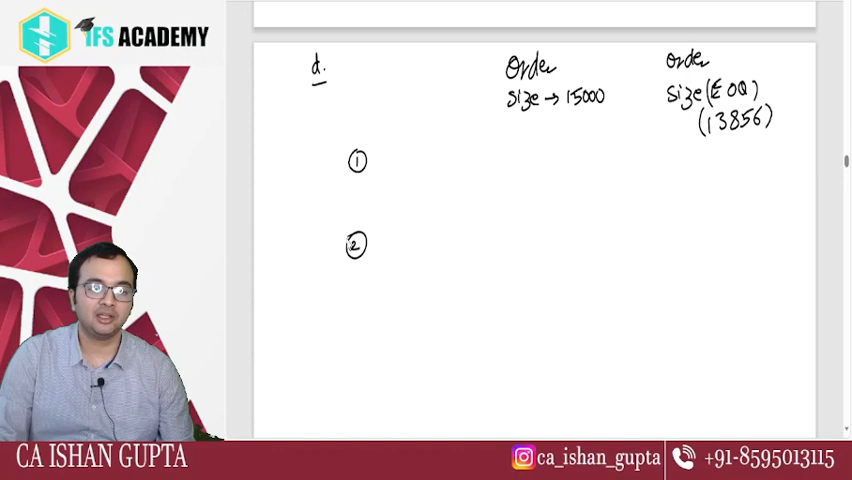 IFS ACADEMY
d.
Order
Size → 15000
Order
Size (EOQ)
(13856)
1
2
CA ISHAN GUPTA
ca_ishan_gupta
+91-8595013115